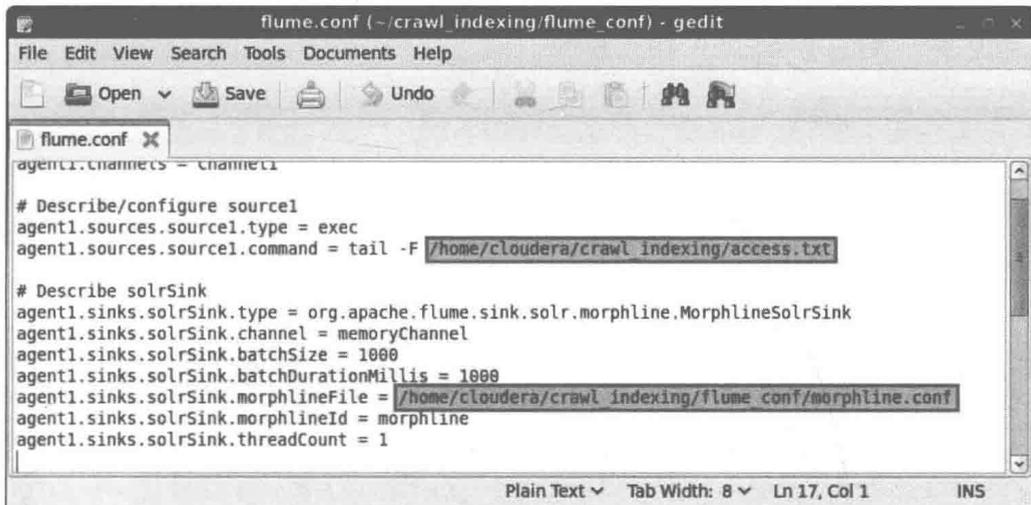 flume.conf (~/crawl_indexing/flume_conf) - gedit
File Edit View Search Tools Documents Help
Open Save Undo
flume.conf
agent1.channels = channel1
# Describe/configure source1
agent1.sources.source1.type = exec
agent1.sources.source1.command = tail -F /home/cloudera/crawl_indexing/access.txt
# Describe solrSink
agent1.sinks.solrSink.type = org.apache.flume.sink.solr.morphline.MorphlineSolrSink
agent1.sinks.solrSink.channel = memoryChannel
agent1.sinks.solrSink.batchSize = 1000
agent1.sinks.solrSink.batchDurationMillis = 1000
agent1.sinks.solrSink.morphlineFile = /home/cloudera/crawl_indexing/flume_conf/morphline.conf
agent1.sinks.solrSink.morphlineId = morphline
agent1.sinks.solrSink.threadCount = 1
Plain Text Tab Width: 8 Ln 17, Col 1 INS